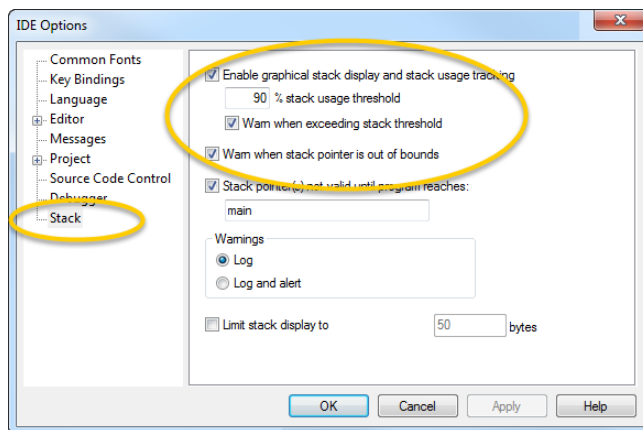 IDE Options
Common Fonts
Key Bindings
Language
Editor
Messages
Project
Source Code Control
Debugger
Stack
Enable graphical stack display and stack usage tracking
90 % stack usage threshold
Warn when exceeding stack threshold
Warn when stack pointer is out of bounds
Stack pointer(s) not valid until program reaches:
main
Warnings
Log
Log and alert
Limit stack display to 50 bytes
OK Cancel Apply Help